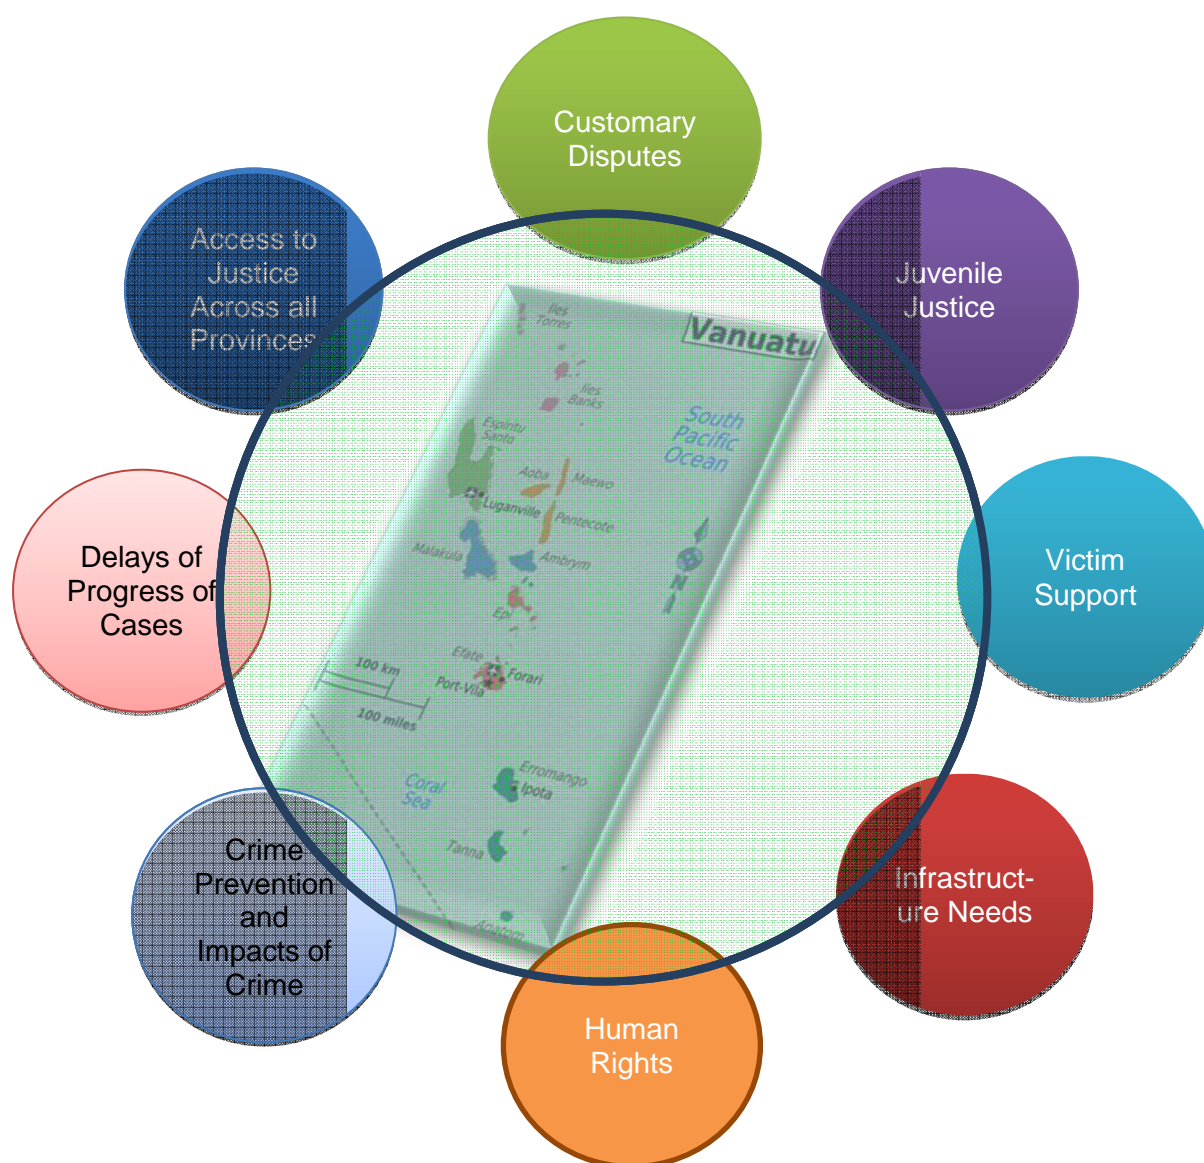 Customary
Disputes
Access to
Justice
Across all
Provinces
Juvenile
Justice
Vanuatu
Iles
Torres
Iles
Banks
South
Pacific
Ocean
Espiritu
Santo
Aoba
Maewo
Luganville
Pentecote
Malakula
Ambrym
N
Epi
Efate
Forari
Port-Vila
100 km
100 miles
Coral
Sea
Erromango
Ipota
Tanna
Anatom
Delays of
Progress of
Cases
Victim
Support
Crime
Prevention
and
Impacts of
Crime
Infrastruct-
ure Needs
Human
Rights